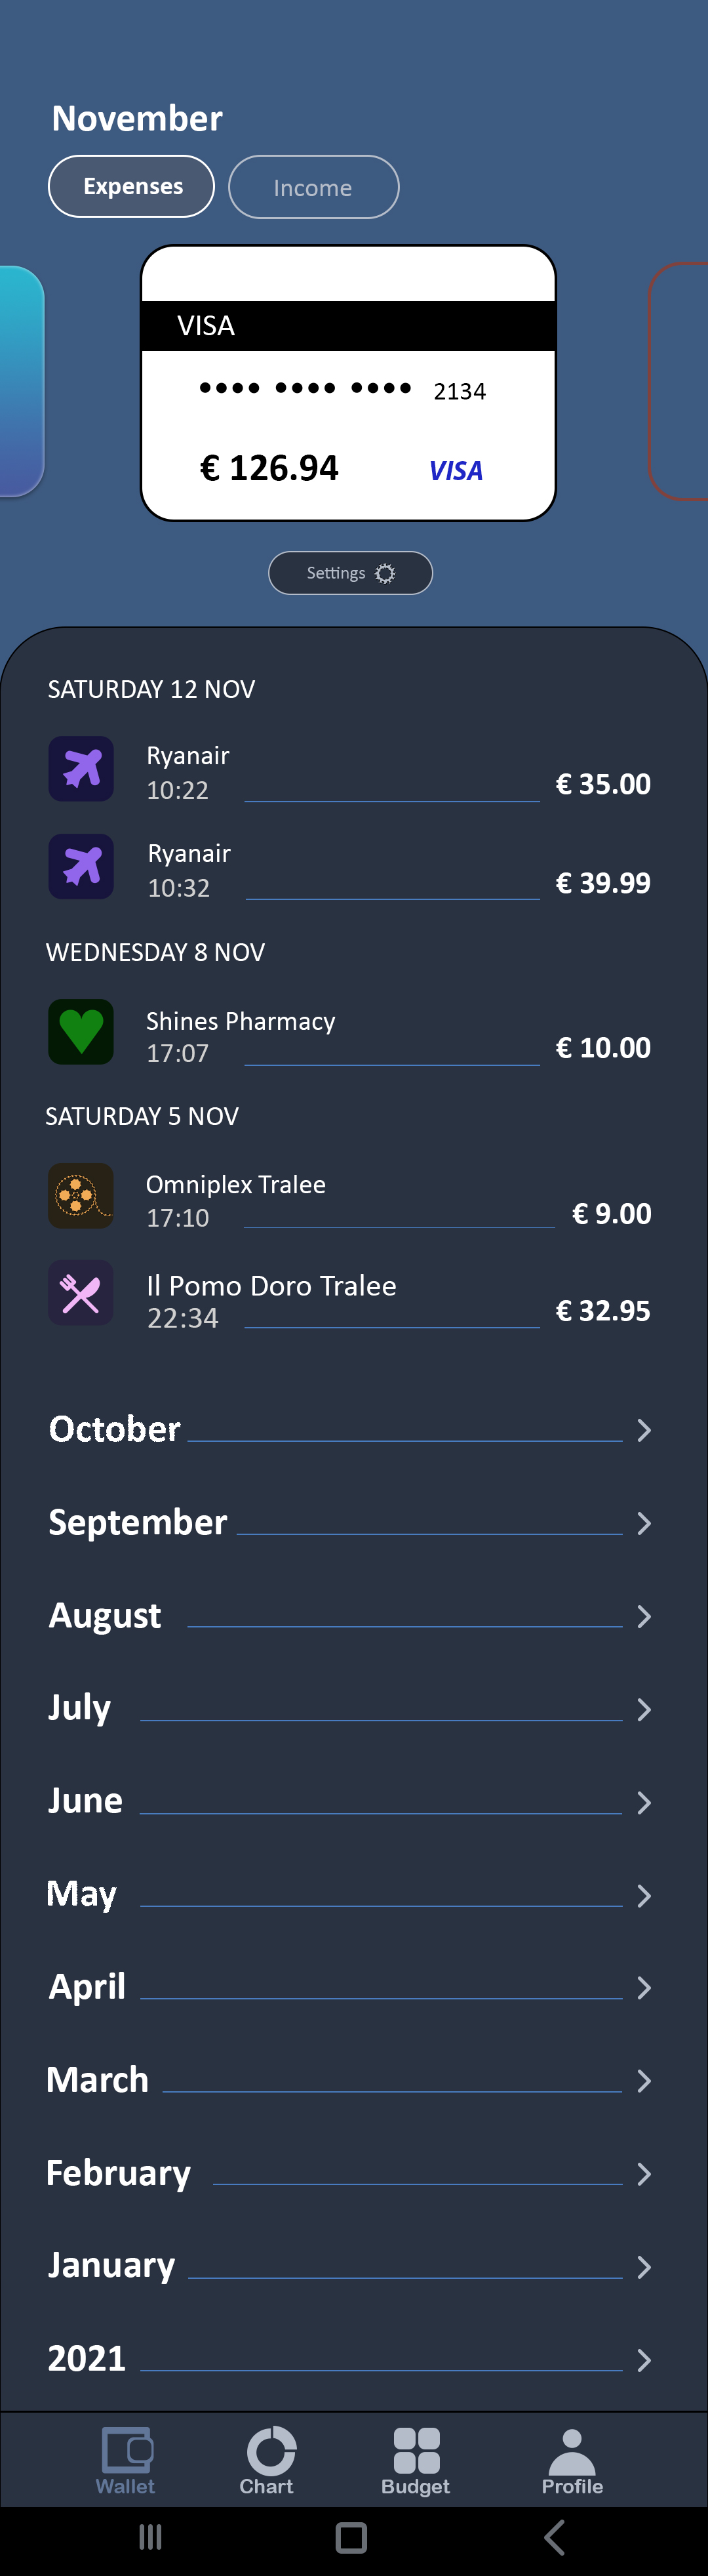 November
Expenses Income
VISA
•••• •••• •••• 2134
€ 126.94 VISA
Settings
SATURDAY 12 NOV
Ryanair
10:22 € 35.00
Ryanair
10:32 € 39.99
WEDNESDAY 8 NOV
Shines Pharmacy
17:07 € 10.00
SATURDAY 5 NOV
Omniplex Tralee
17:10 € 9.00
Il Pomo Doro Tralee
22:34 € 32.95
October
September
August
July
June
May
April
March
February
January
2021
Wallet Chart Budget Profile